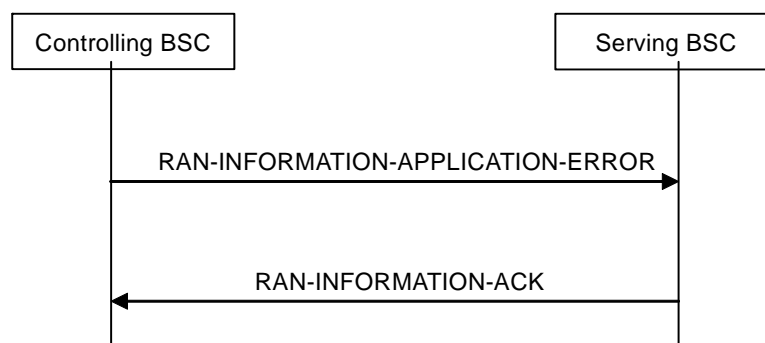 Controlling BSC
Serving BSC
RAN-INFORMATION-APPLICATION-ERROR
RAN-INFORMATION-ACK